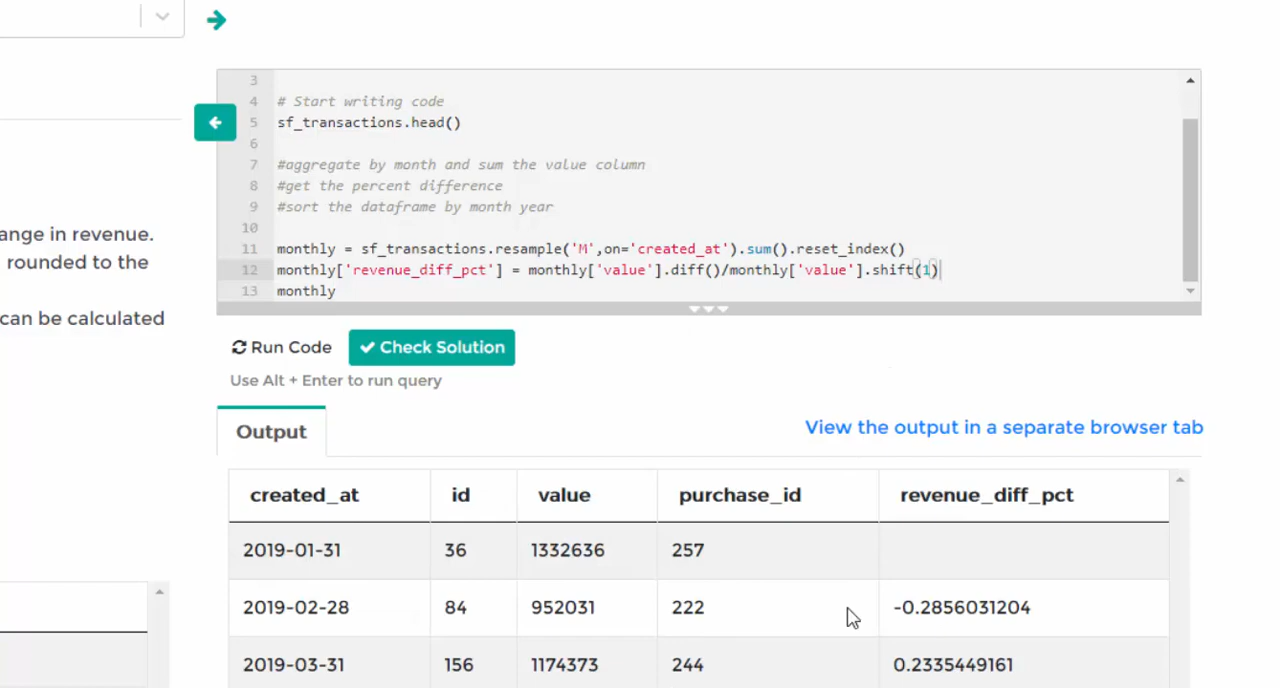 3
4 # Start writing code
5 sf_transactions.head()
6
7 #aggregate by month and sum the value column
8 #get the percent difference
9 #sort the dataframe by month year
10
11 monthly = sf_transactions.resample('M',on='created_at').sum().reset_index()
12 monthly['revenue_diff_pct'] = monthly['value'].diff()/monthly['value'].shift(1)
13 monthly
ange in revenue.
rounded to the
can be calculated
Run Code Check Solution
Use Alt + Enter to run query
Output View the output in a separate browser tab
created_at id value purchase_id revenue_diff_pct
2019-01-31 36 1332636 257
2019-02-28 84 952031 222 -0.2856031204
2019-03-31 156 1174373 244 0.2335449161